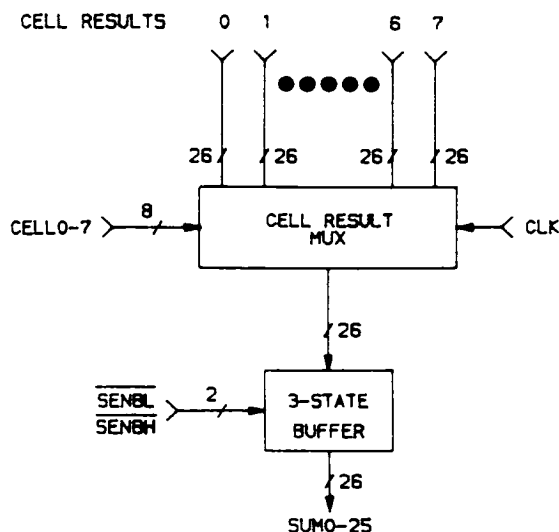 CELL RESULTS 0 1 6 7
26 26 26 26
CELL0-7 8 CELL RESULT MUX CLK
26
SENBL
SENBH
2
3-STATE
BUFFER
26
SUM0-25